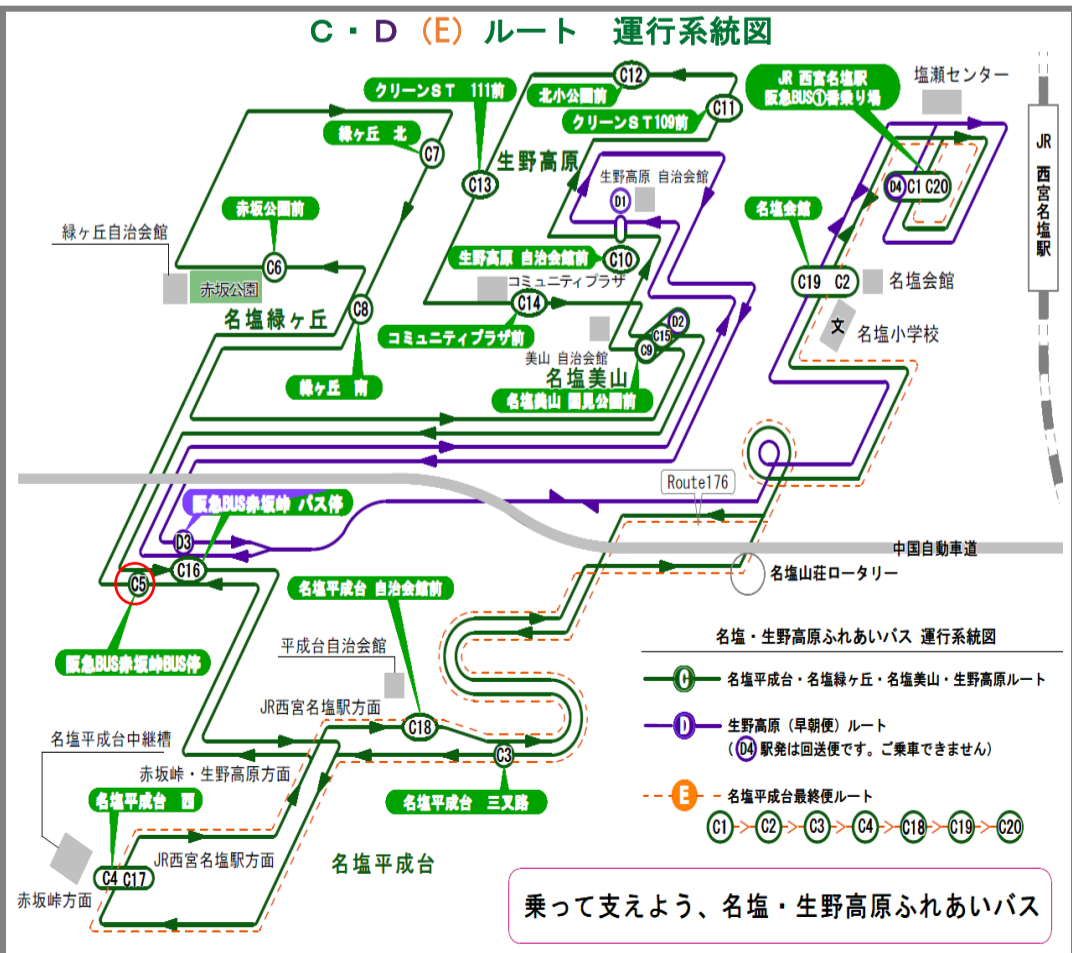 C・D（E）ルート　運行系統図
クリーンST　111前
C12
北小公園前
JR 西宮名塩駅
阪急BUS①番乗り場
塩瀬センター
緑ヶ丘　北
C7
クリーンST109前
C11
生野高原
C13
生野高原 自治会館
D1
JR 西宮名塩駅
D4 C1 C20
赤坂公園前
名塩会館
緑ヶ丘自治会館
生野高原 自治会館前
C10
C6
赤坂公園
コミュニティプラザ
C14
C19 C2
名塩会館
名塩緑ヶ丘
C8
コミュニティプラザ前
D2
C15
C9
文
名塩小学校
美山 自治会館
名塩美山
緑ヶ丘　南
Route176
阪急BUS赤坂峠 バス停
D3
中国自動車道
C16
C5
名塩平成台 自治会館前
名塩山荘ロータリー
阪急BUS赤坂峠BUS停
平成台自治会館
名塩・生野高原ふれあいバス 運行系統図
C 名塩平成台・名塩緑ヶ丘・名塩美山・生野高原ルート
JR西宮名塩駅方面
C18
D 生野高原（早朝便）ルート
（D4 駅発は回送便です。ご乗車できません）
名塩平成台中継槽
赤坂峠・生野高原方面
C3
名塩平成台　西
名塩平成台　三叉路
E 名塩平成台最終便ルート
C1 C2 C3 C4 C18 C19 C20
JR西宮名塩駅方面
名塩平成台
C4 C17
赤坂峠方面
乗って支えよう、名塩・生野高原ふれあいバス